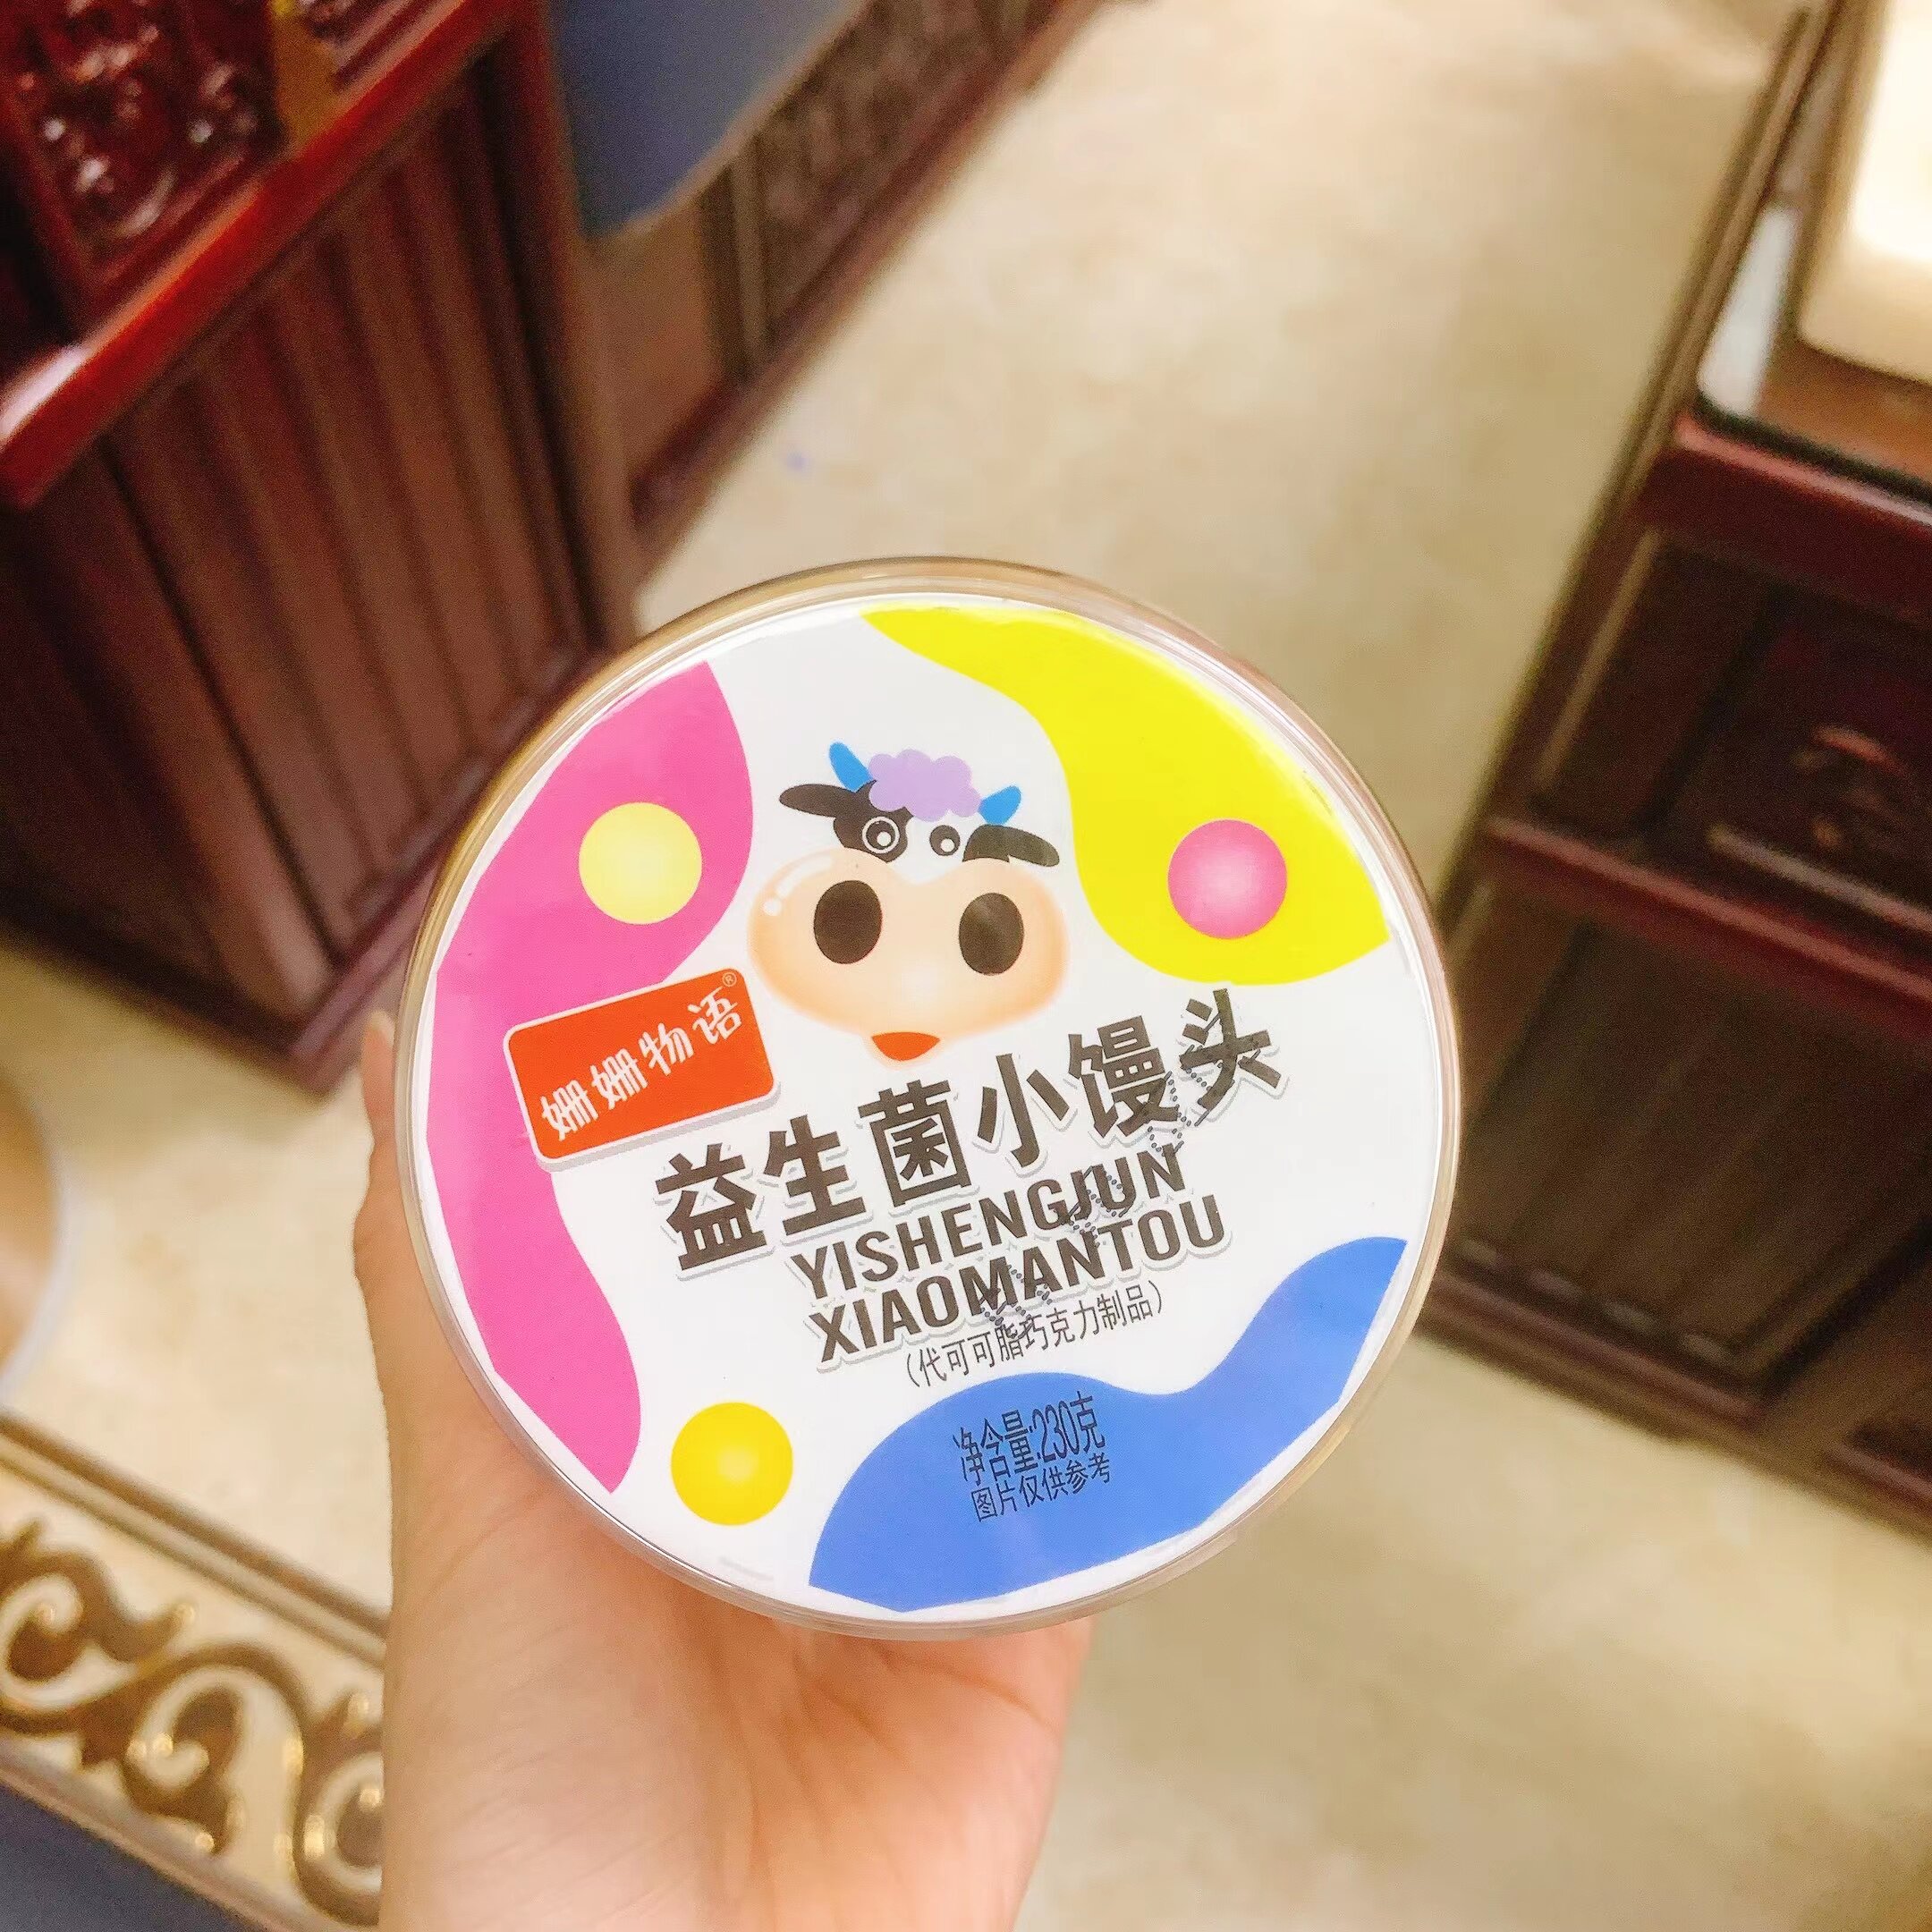 姗姗物语®
益生菌小馒头
YISHENGJUN
XIAOMANTOU
（代可可脂巧克力制品）
净含量:230克
图片仅供参考